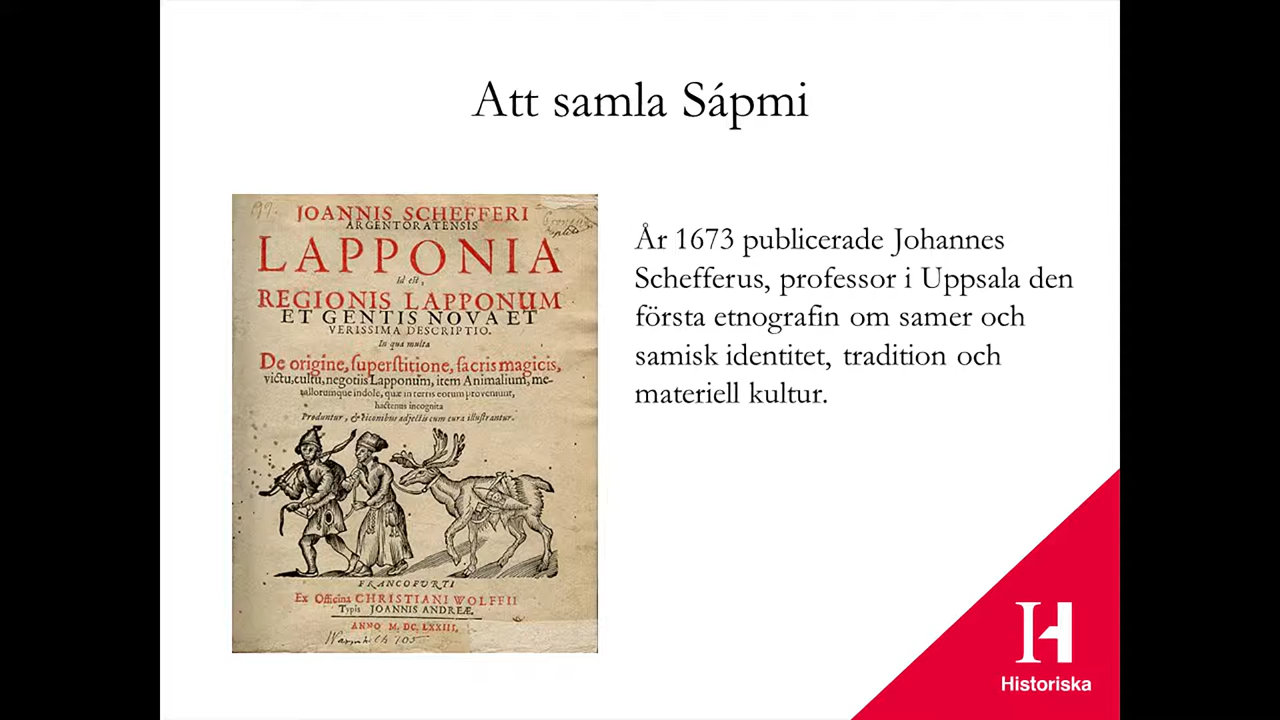 Att samla Sápmi
JOANNIS SCHEFFERI
ARGENTORATENSIS
LAPPONIA
Id est,
REGIONIS LAPPONUM
ET GENTIS NOVA ET
VERISSIMA DESCRIPTIO.
In qua multa
De origine, superstitione, sacris magicis,
victu, cultu, negotiis Lapponum, item Animalium, me-
tallorumque indole, quæ in terris eorum proveniunt,
hactenus incognita
Produntur, & eiconibus adjectis cum cura illustrantur.
FRANCOFURTI
Ex Officina CHRISTIANI WOLFFII
Typis JOANNIS ANDREÆ.
ANNO M. DC. LXXIII.
År 1673 publicerade Johannes
Schefferus, professor i Uppsala den
första etnografin om samer och
samisk identitet, tradition och
materiell kultur.
H
Historiska